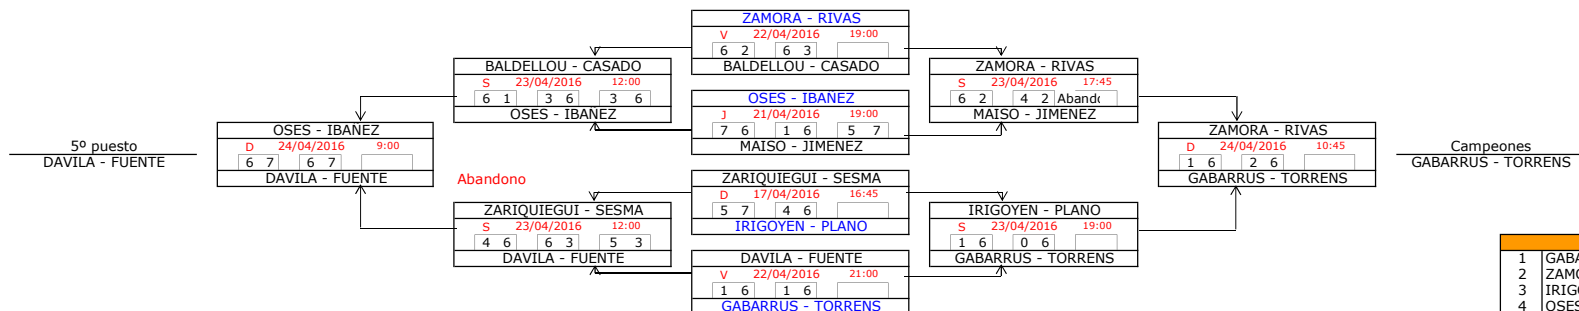 ZAMORA - RIVAS
V 22/04/2016 19:00
6 2 6 3
BALDELLOU - CASADO
BALDELLOU - CASADO
S 23/04/2016 12:00
6 1 3 6 3 6
OSES - IBAÑEZ
ZAMORA - RIVAS
S 23/04/2016 17:45
6 2 4 2 Abando
MAISO - JIMENEZ
OSES - IBAÑEZ
J 21/04/2016 19:00
7 6 1 6 5 7
MAISO - JIMENEZ
5º puesto
DAVILA - FUENTE
OSES - IBAÑEZ
D 24/04/2016 9:00
6 7 6 7
DAVILA - FUENTE
ZAMORA - RIVAS
D 24/04/2016 10:45
1 6 2 6
GABARRUS - TORRENS
Campeones
GABARRUS - TORRENS
Abandono
ZARIQUIEGUI - SESMA
D 17/04/2016 16:45
5 7 4 6
IRIGOYEN - PLANO
ZARIQUIEGUI - SESMA
S 23/04/2016 12:00
4 6 6 3 5 3
DAVILA - FUENTE
IRIGOYEN - PLANO
S 23/04/2016 19:00
1 6 0 6
GABARRUS - TORRENS
DAVILA - FUENTE
V 22/04/2016 21:00
1 6 1 6
GABARRUS - TORRENS
1 GABA
2 ZAMO
3 IRIGO
4 OSES